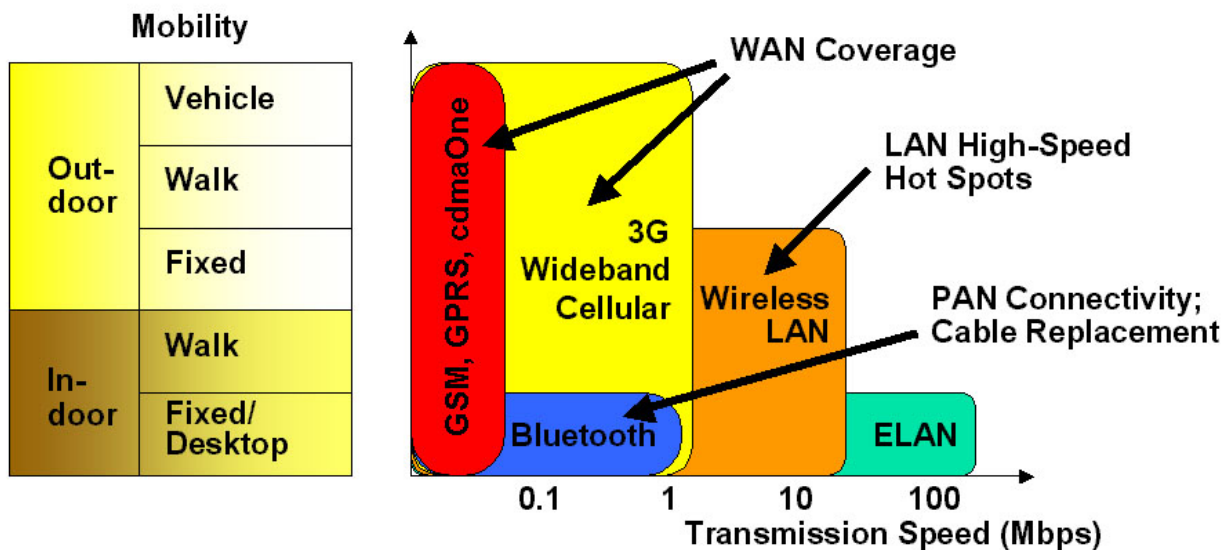 Mobility
Out-
door
Vehicle
Walk
Fixed
In-
door
Walk
Fixed/
Desktop
WAN Coverage
LAN High-Speed
Hot Spots
PAN Connectivity;
Cable Replacement
GSM, GPRS, cdmaOne
3G
Wideband
Cellular
Wireless
LAN
Bluetooth
ELAN
0.1 1 10 100
Transmission Speed (Mbps)